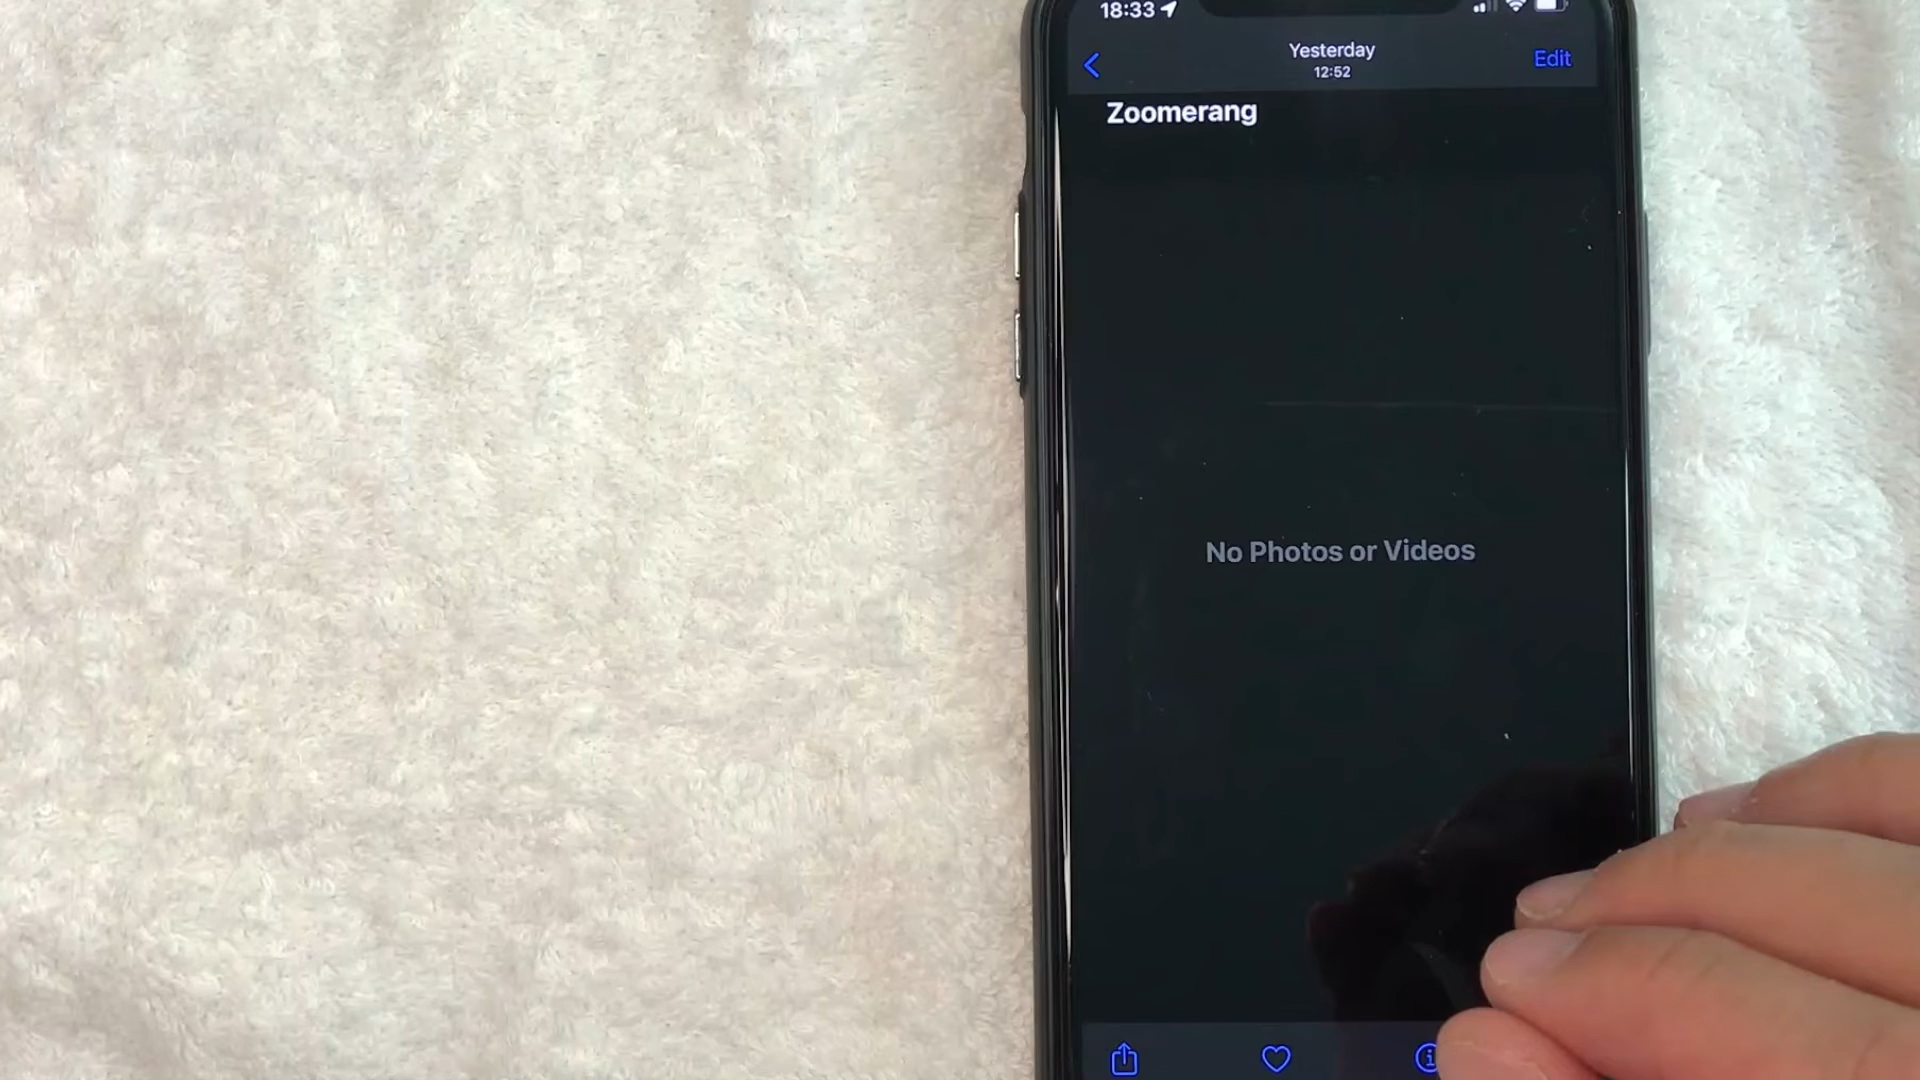 18:33
Yesterday
12:52
Edit
Zoomerang
No Photos or Videos